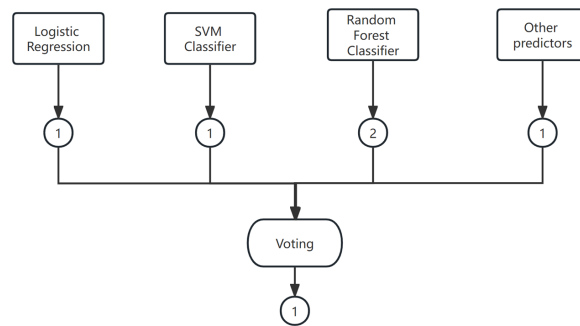 Logistic
Regression
SVM
Classifier
Random
Forest
Classifier
Other
predictors
1
1
2
1
Voting
1